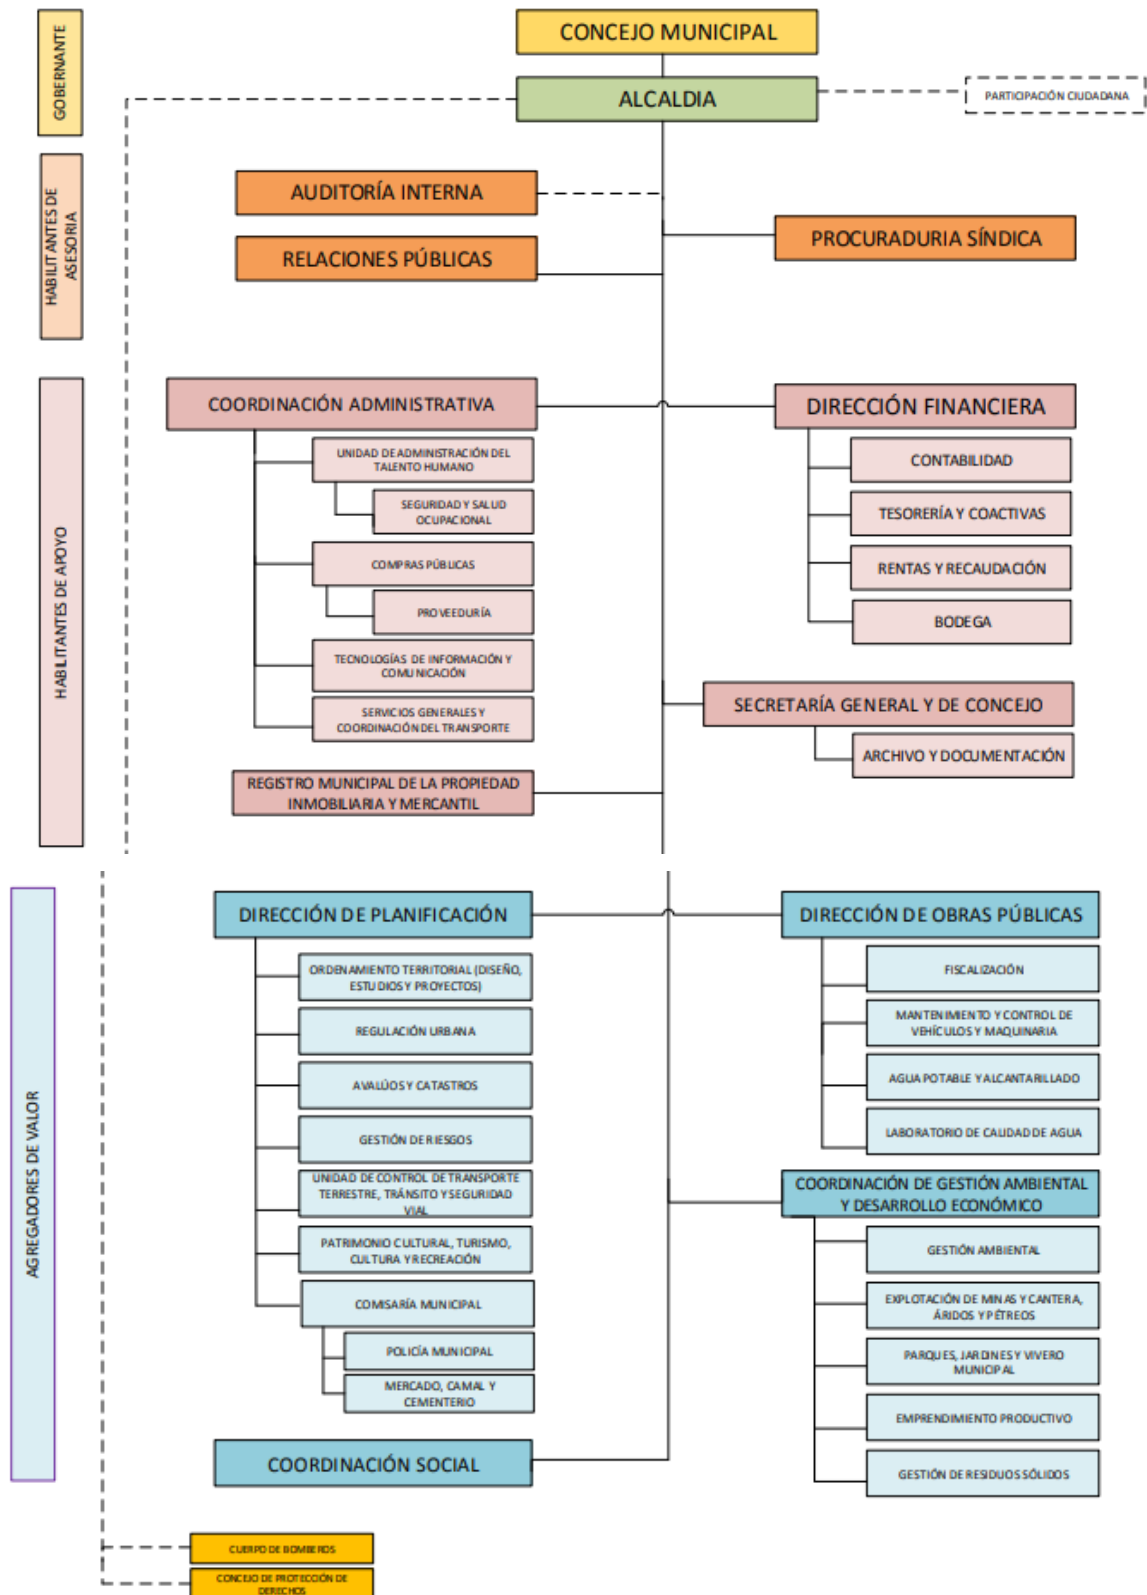 GOBERNANTE
CONCEJO MUNICIPAL
ALCALDIA
PARTICIPACIÓN CIUDADANA
HABILITANTES DE
ASESORIA
AUDITORÍA INTERNA
PROCURADURIA SÍNDICA
RELACIONES PÚBLICAS
HABILITANTES DE APOYO
COORDINACIÓN ADMINISTRATIVA
UNIDAD DE ADMINISTRACIÓN DEL
TALENTO HUMANO
SEGURIDAD Y SALUD
OCUPACIONAL
COMPRAS PÚBLICAS
PROVEEDURÍA
TECNOLOGÍAS DE INFORMACIÓN Y
COMUNICACIÓN
SERVICIOS GENERALES Y
COORDINACIÓN DEL TRANSPORTE
DIRECCIÓN FINANCIERA
CONTABILIDAD
TESORERÍA Y COACTIVAS
RENTAS Y RECAUDACIÓN
BODEGA
SECRETARÍA GENERAL Y DE CONCEJO
ARCHIVO Y DOCUMENTACIÓN
REGISTRO MUNICIPAL DE LA PROPIEDAD
INMOBILIARIA Y MERCANTIL
AGREGADORES DE VALOR
DIRECCIÓN DE PLANIFICACIÓN
ORDENAMIENTO TERRITORIAL (DISEÑO,
ESTUDIOS Y PROYECTOS)
REGULACIÓN URBANA
AVALÚOS Y CATASTROS
GESTIÓN DE RIESGOS
UNIDAD DE CONTROL DE TRANSPORTE
TERRESTRE, TRÁNSITO Y SEGURIDAD
VIAL
PATRIMONIO CULTURAL, TURISMO,
CULTURA Y RECREACIÓN
COMISARÍA MUNICIPAL
POLICÍA MUNICIPAL
MERCADO, CAMAL Y
CEMENTERIO
DIRECCIÓN DE OBRAS PÚBLICAS
FISCALIZACIÓN
MANTENIMIENTO Y CONTROL DE
VEHÍCULOS Y MAQUINARIA
AGUA POTABLE Y ALCANTARILLADO
LABORATORIO DE CALIDAD DE AGUA
COORDINACIÓN DE GESTIÓN AMBIENTAL
Y DESARROLLO ECONÓMICO
GESTIÓN AMBIENTAL
EXPLOTACIÓN DE MINAS Y CANTERA,
ÁRIDOS Y PÉTREOS
PARQUES, JARDINES Y VIVERO
MUNICIPAL
EMPRENDIMIENTO PRODUCTIVO
GESTIÓN DE RESIDUOS SÓLIDOS
COORDINACIÓN SOCIAL
CUERPO DE BOMBEROS
CONCEJO DE PROTECCIÓN DE
DERECHOS